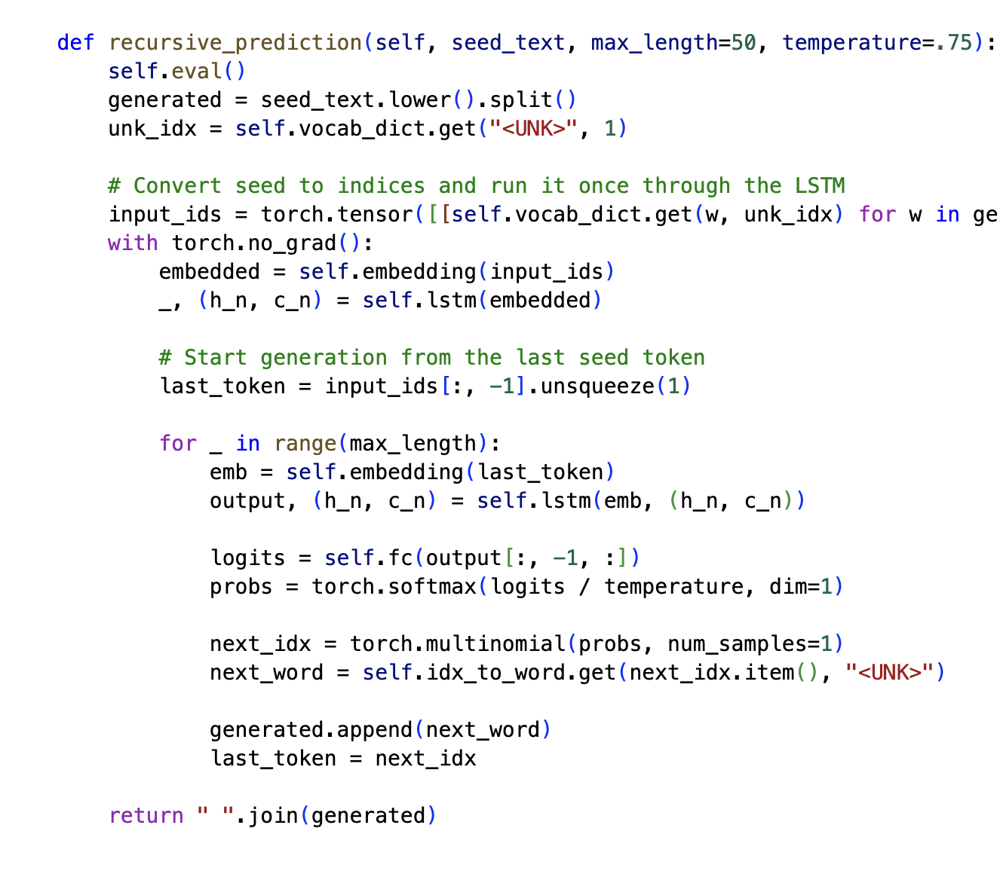 def recursive_prediction(self, seed_text, max_length=50, temperature=.75):
self.eval()
generated = seed_text.lower().split()
unk_idx = self.vocab_dict.get("<UNK>", 1)
# Convert seed to indices and run it once through the LSTM
input_ids = torch.tensor([[self.vocab_dict.get(w, unk_idx) for w in ge
with torch.no_grad():
embedded = self.embedding(input_ids)
_, (h_n, c_n) = self.lstm(embedded)
# Start generation from the last seed token
last_token = input_ids[:, -1].unsqueeze(1)
for _ in range(max_length):
emb = self.embedding(last_token)
output, (h_n, c_n) = self.lstm(emb, (h_n, c_n))
logits = self.fc(output[:, -1, :])
probs = torch.softmax(logits / temperature, dim=1)
next_idx = torch.multinomial(probs, num_samples=1)
next_word = self.idx_to_word.get(next_idx.item(), "<UNK>")
generated.append(next_word)
last_token = next_idx
return " ".join(generated)